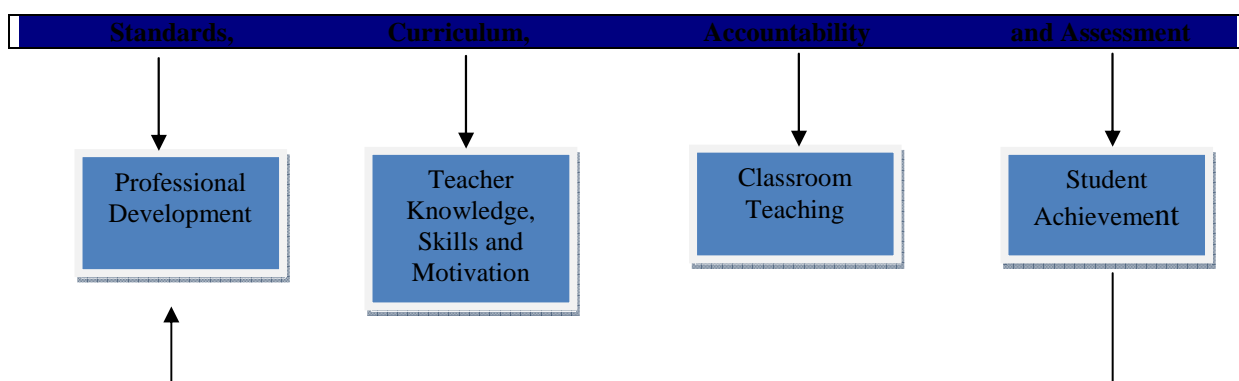 Standards, Curriculum, Accountability and Assessment
Professional
Development
Teacher
Knowledge,
Skills and
Motivation
Classroom
Teaching
Student
Achievement